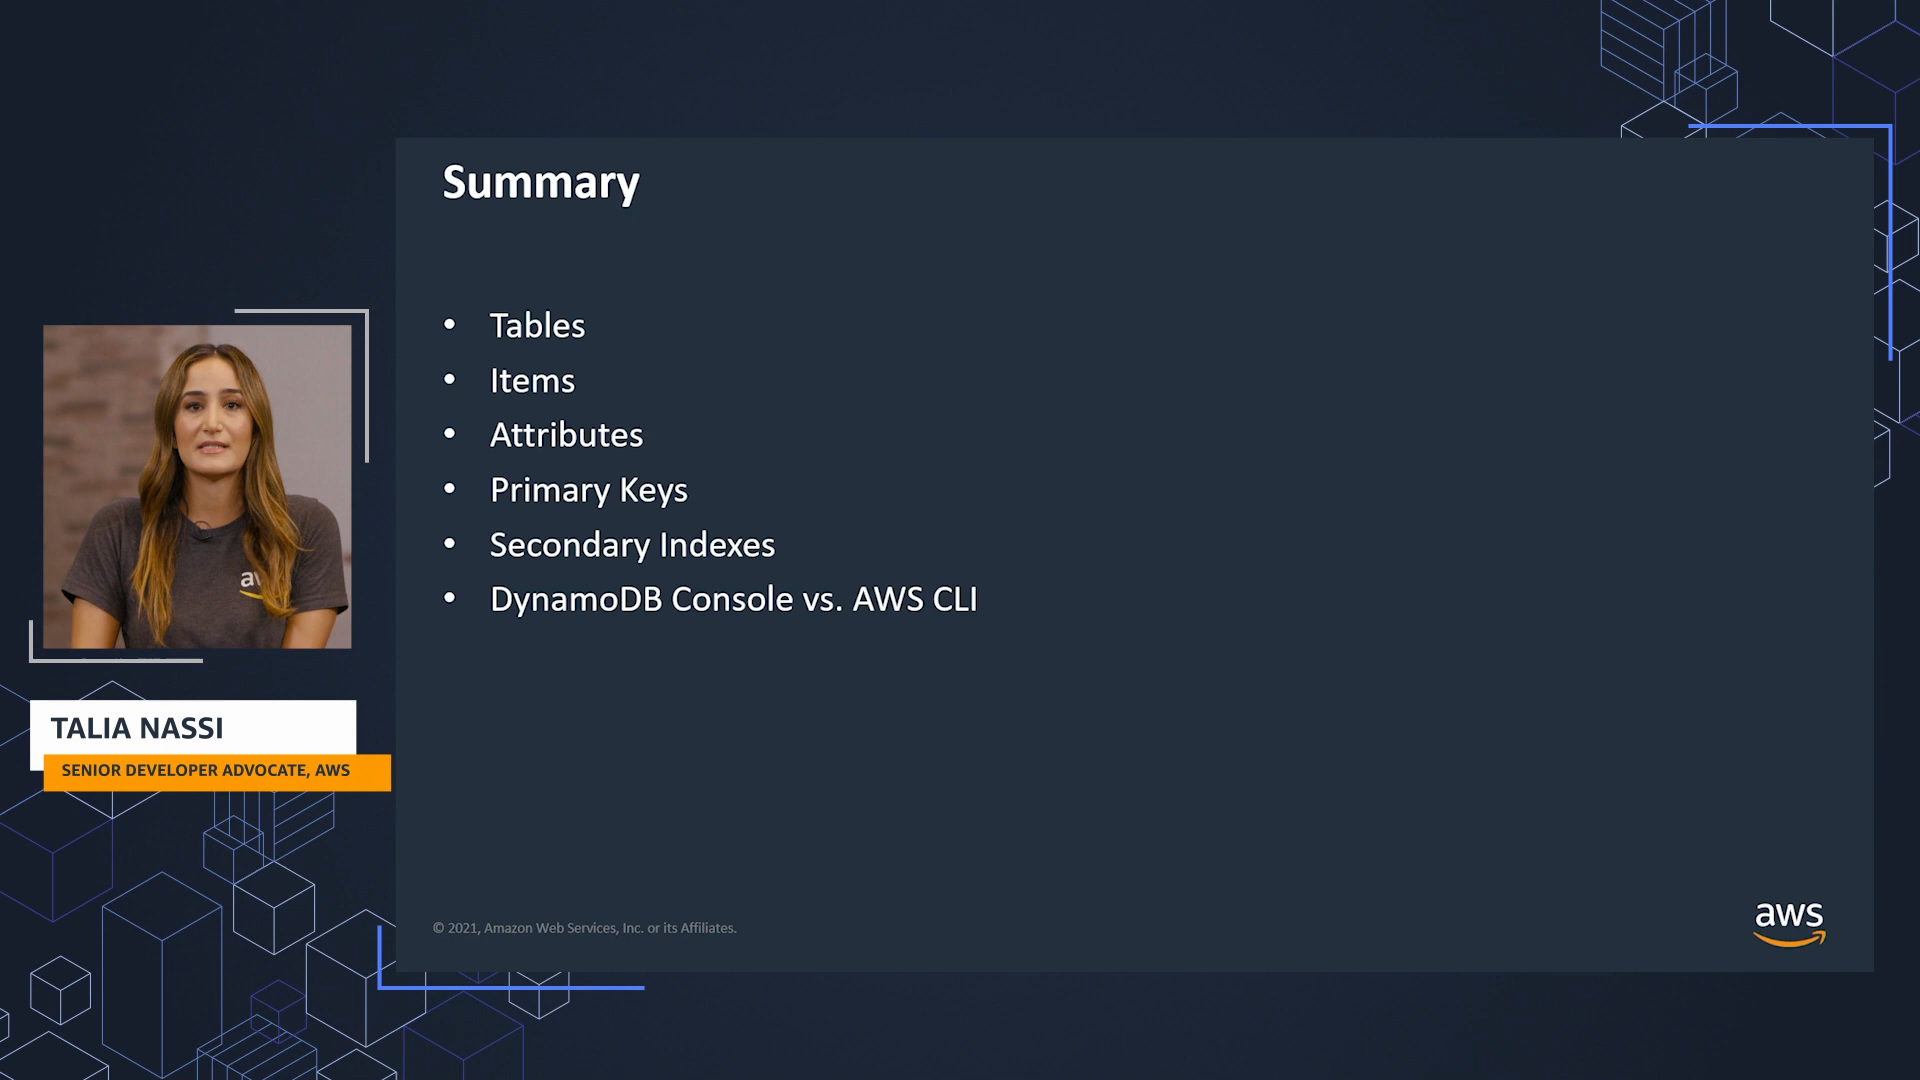 Summary
• Tables
• Items
• Attributes
• Primary Keys
• Secondary Indexes
• DynamoDB Console vs. AWS CLI
aw
TALIA NASSI
SENIOR DEVELOPER ADVOCATE, AWS
© 2021, Amazon Web Services, Inc. or its Affiliates.
aws